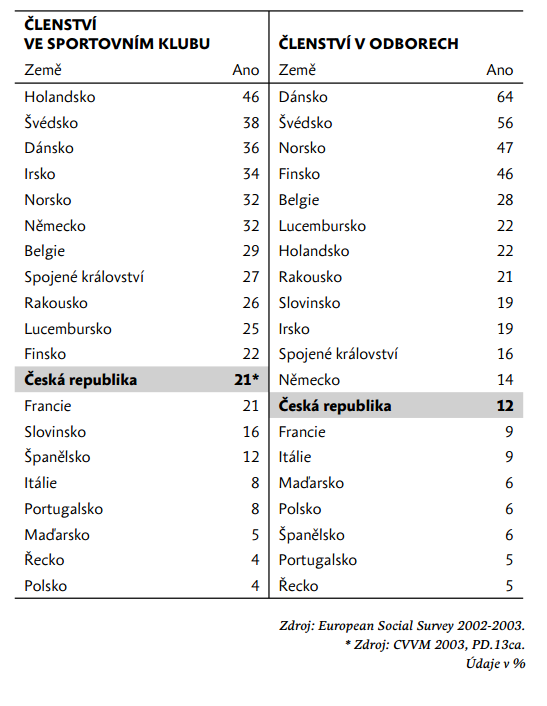 ČLENSTVÍ
VE SPORTOVNÍM KLUBU
Země Ano
Holandsko 46
Švédsko 38
Dánsko 36
Irsko 34
Norsko 32
Německo 32
Belgie 29
Spojené království 27
Rakousko 26
Lucembursko 25
Finsko 22
Česká republika 21*
Francie 21
Slovinsko 16
Španělsko 12
Itálie 8
Portugalsko 8
Maďarsko 5
Řecko 4
Polsko 4
ČLENSTVÍ V ODBORECH
Země Ano
Dánsko 64
Švédsko 56
Norsko 47
Finsko 46
Belgie 28
Lucembursko 22
Holandsko 22
Rakousko 21
Slovinsko 19
Irsko 19
Spojené království 16
Německo 14
Česká republika 12
Francie 9
Itálie 9
Maďarsko 6
Polsko 6
Španělsko 6
Portugalsko 5
Řecko 5
Zdroj: European Social Survey 2002-2003.
* Zdroj: CVVM 2003, PD.13ca.
Údaje v %